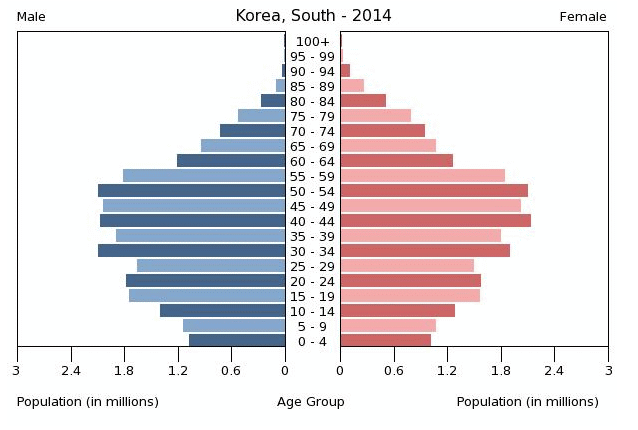 Male Korea, South - 2014 Female
100+
95 - 99
90 - 94
85 - 89
80 - 84
75 - 79
70 - 74
65 - 69
60 - 64
55 - 59
50 - 54
45 - 49
40 - 44
35 - 39
30 - 34
25 - 29
20 - 24
15 - 19
10 - 14
5 - 9
0 - 4
3 2.4 1.8 1.2 0.6 0 0 0.6 1.2 1.8 2.4 3
Population (in millions) Age Group Population (in millions)